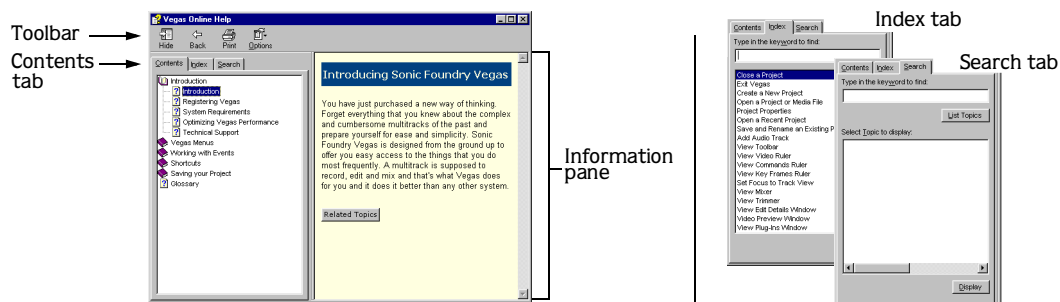 Toolbar
Contents
tab
Vegas Online Help
Hide Back Print Options
Contents Index Search
Introduction
Introduction
Registering Vegas
System Requirements
Optimizing Vegas Performance
Technical Support
Vegas Menus
Working with Events
Shortcuts
Saving your Project
Glossary
Introducing Sonic Foundry Vegas
You have just purchased a new way of thinking.
Forget everything that you knew about the complex
and cumbersome multitracks of the past and
prepare yourself for ease and simplicity. Sonic
Foundry Vegas is designed from the ground up to
offer you easy access to the things that you do
most frequently. A multitrack is supposed to
record, edit and mix and that's what Vegas does
for you and it does it better than any other system.
Related Topics
Information
pane
Index tab
Contents Index Search
Type in the keyword to find:
Close a Project
Exit Vegas
Create a New Project
Open a Project or Media File
Project Properties
Open a Recent Project
Save and Rename an Existing P
Add Audio Track
View Toolbar
View Video Ruler
View Commands Ruler
View Key Frames Ruler
Set Focus to Track View
View Mixer
View Trimmer
View Edit Details Window
Video Preview Window
View Plug-Ins Window
Search tab
Contents Index Search
Type in the keyword to find:
List Topics
Select Topic to display:
Display